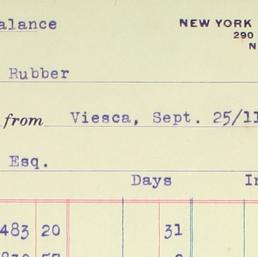 alance
NEW YORK
290
N
Rubber
from Viesca, Sept. 25/11
Esq.
Days In
483 20 31